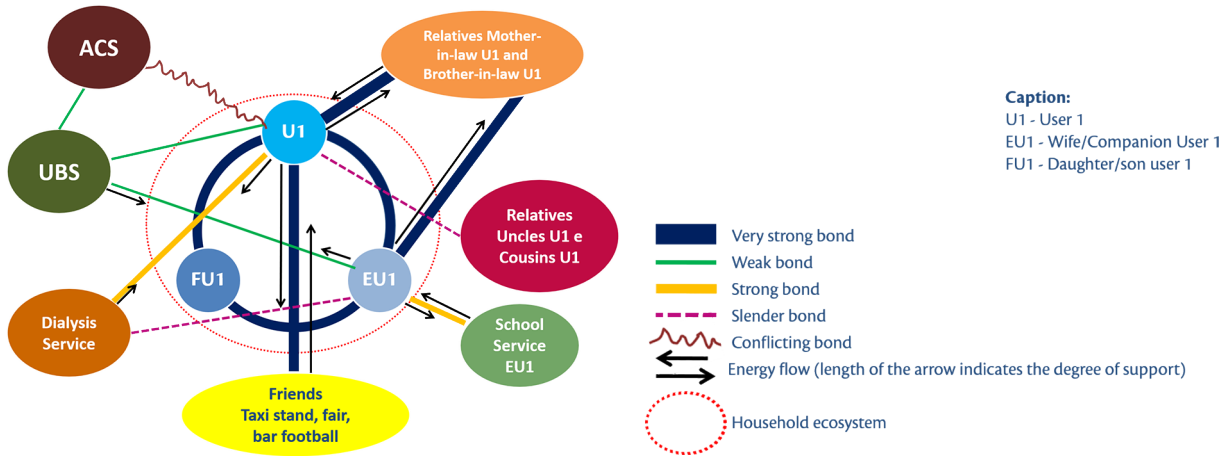 ACS
Relatives Mother-
in-law U1 and
Brother-in-law U1
U1
UBS
Relatives
Uncles U1 e
Cousins U1
FU1
EU1
Dialysis
Service
School
Service
EU1
Friends
Taxi stand, fair,
bar football
Caption:
U1 - User 1
EU1 - Wife/Companion User 1
FU1 - Daughter/son user 1
Very strong bond
Weak bond
Strong bond
Slender bond
Conflicting bond
Energy flow (length of the arrow indicates the degree of support)
Household ecosystem